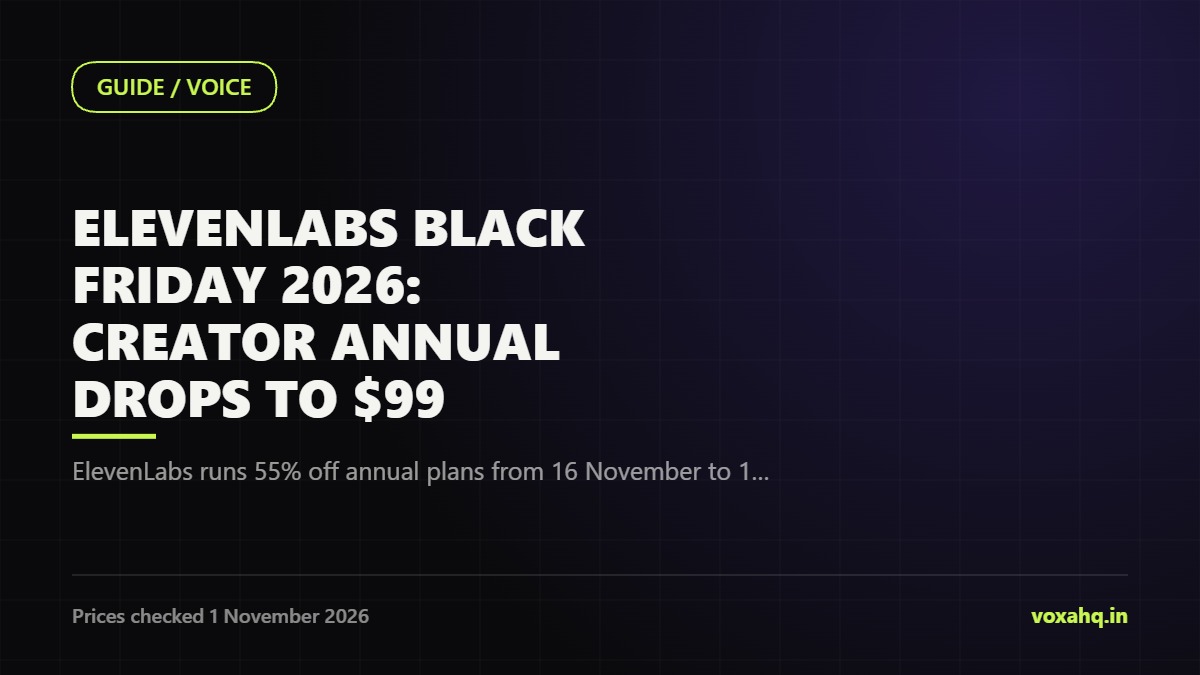 GUIDE / VOICE
ELEVENLABS BLACK
FRIDAY 2026:
CREATOR ANNUAL
DROPS TO $99
ElevenLabs runs 55% off annual plans from 16 November to 1...
Prices checked 1 November 2026
voxahq.in